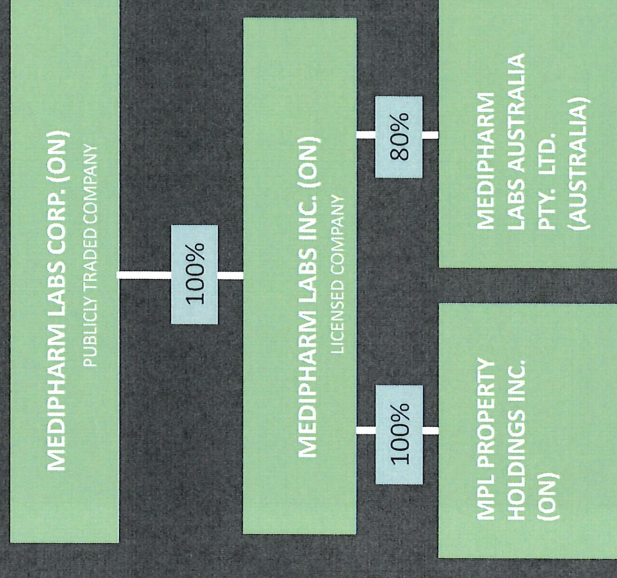 MEDIPHARM LABS CORP. (ON)
PUBLICLY TRADED COMPANY
100%
MEDIPHARM LABS INC. (ON)
LICENSED COMPANY
100%
80%
MPL PROPERTY
HOLDINGS INC.
(ON)
MEDIPHARM
LABS AUSTRALIA
PTY. LTD.
(AUSTRALIA)